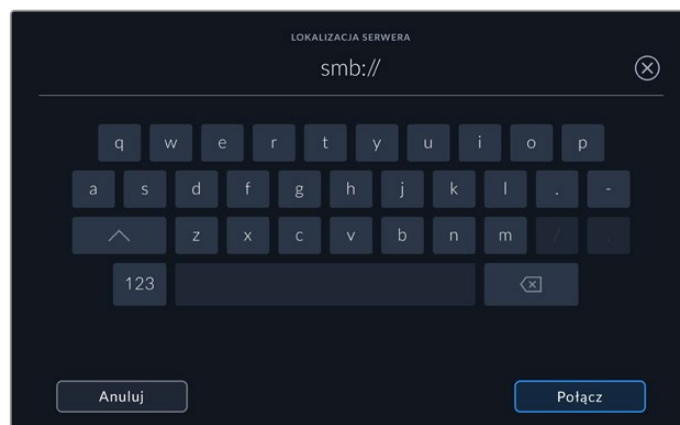 LOKALIZACJA SERWERA
smb://
q w e r t y u i o p
a s d f g h j k l . -
z x c v b n m / ,
123
Anuluj Połącz